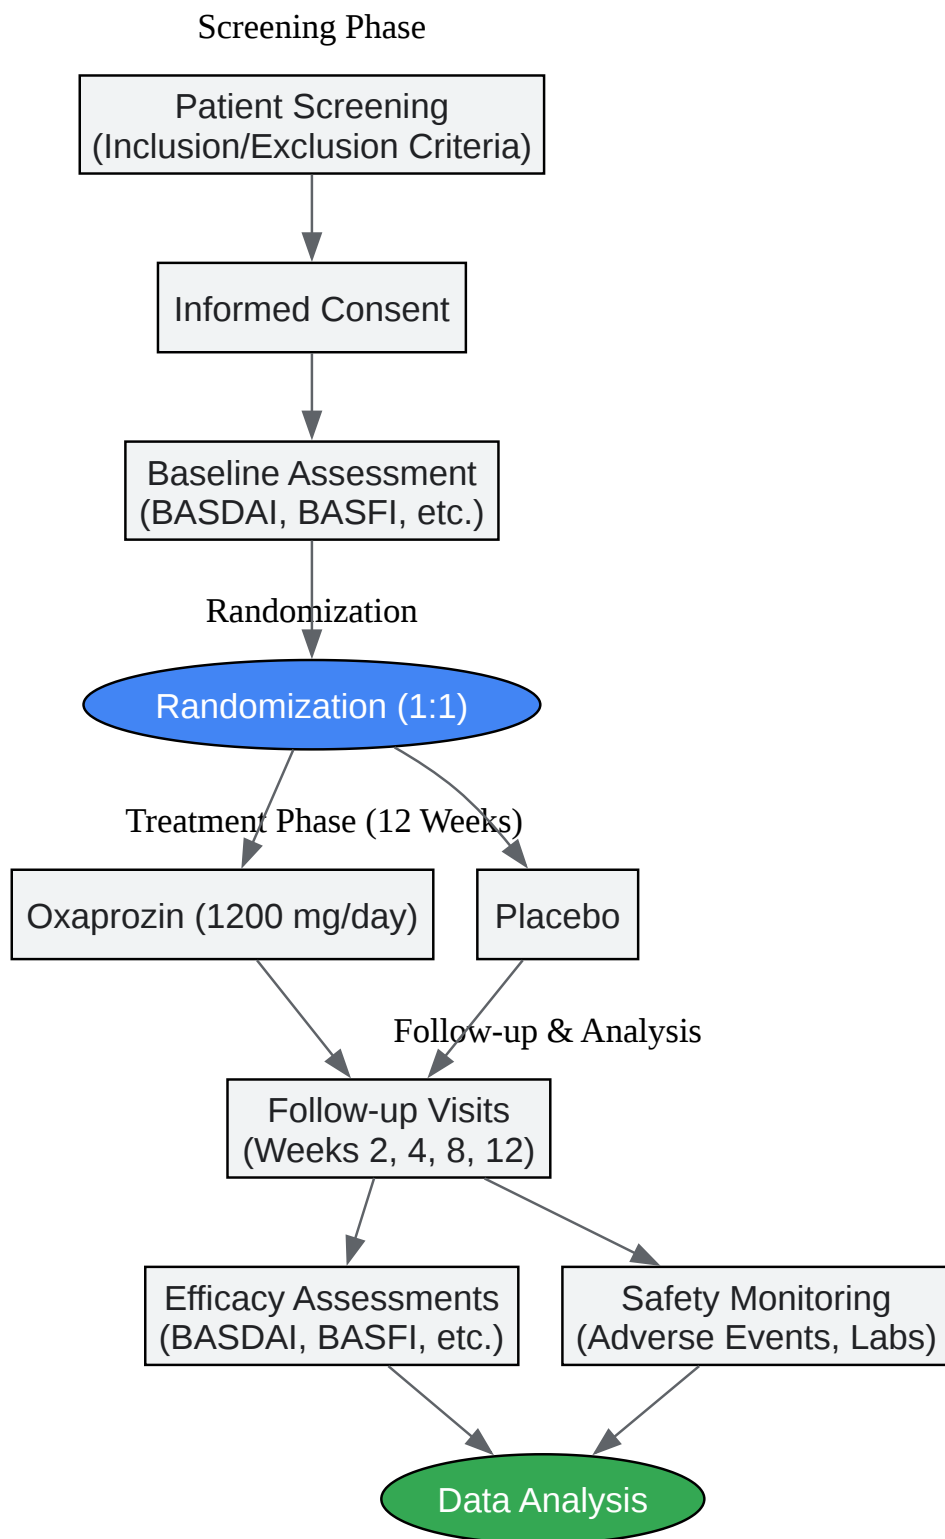 Screening Phase
Patient Screening
(Inclusion/Exclusion Criteria)
Informed Consent
Baseline Assessment
(BASDAI, BASFI, etc.)
Randomization
Randomization (1:1)
Treatment Phase (12 Weeks)
Oxaprozin (1200 mg/day)
Placebo
Follow-up & Analysis
Follow-up Visits
(Weeks 2, 4, 8, 12)
Efficacy Assessments
(BASDAI, BASFI, etc.)
Safety Monitoring
(Adverse Events, Labs)
Data Analysis